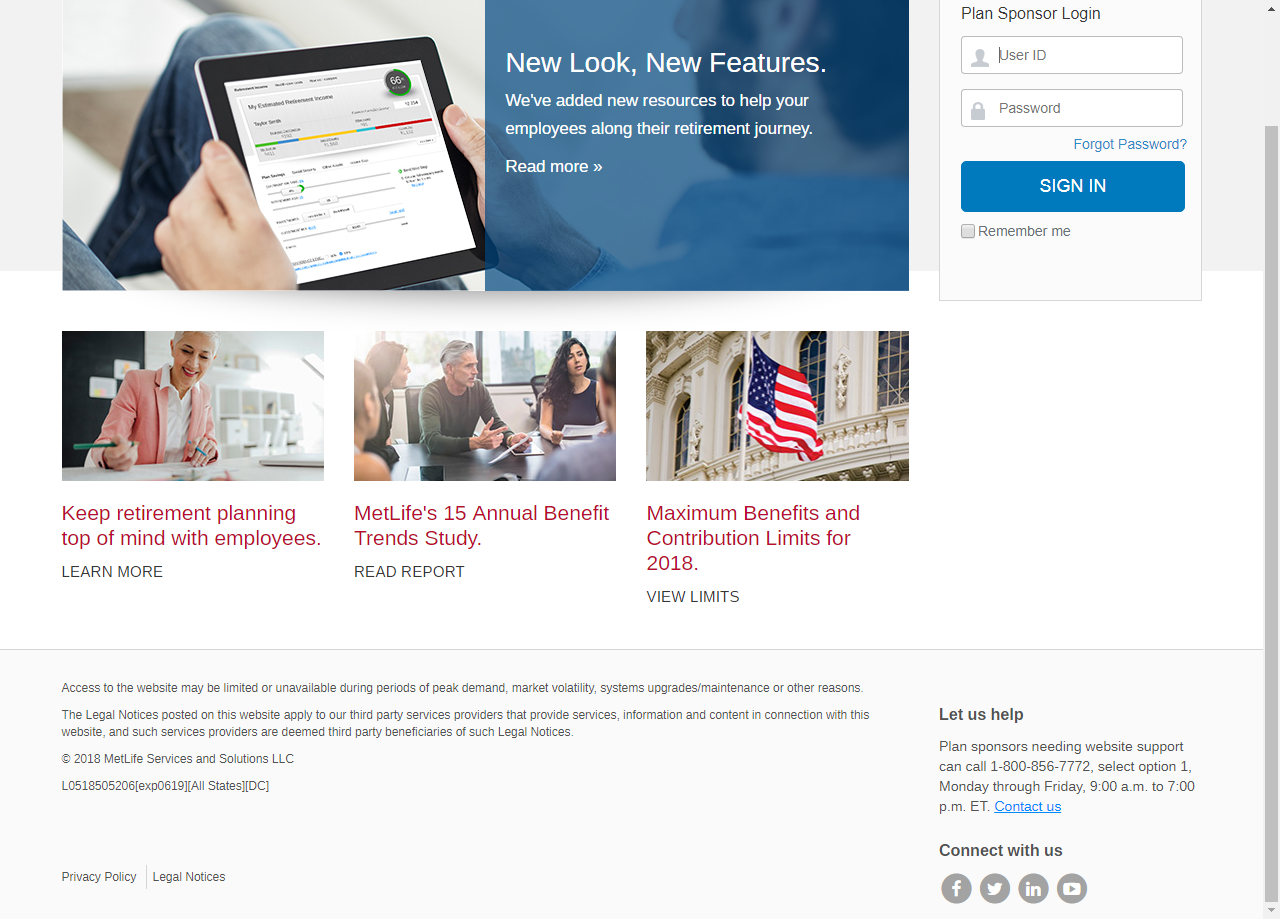 Plan Sponsor Login
User ID
Password
Forgot Password?
SIGN IN
Remember me
My Estimated Retirement Income
66
New Look, New Features.
We've added new resources to help your
employees along their retirement journey.
Read more »
Keep retirement planning
top of mind with employees.
LEARN MORE
MetLife's 15 Annual Benefit
Trends Study.
READ REPORT
Maximum Benefits and
Contribution Limits for
2018.
VIEW LIMITS
Access to the website may be limited or unavailable during periods of peak demand, market volatility, systems upgrades/maintenance or other reasons.
The Legal Notices posted on this website apply to our third party services providers that provide services, information and content in connection with this
website, and such services providers are deemed third party beneficiaries of such Legal Notices.
© 2018 MetLife Services and Solutions LLC
L0518505206[exp0619][All States][DC]
Privacy Policy
Legal Notices
Let us help
Plan sponsors needing website support
can call 1-800-856-7772, select option 1,
Monday through Friday, 9:00 a.m. to 7:00
p.m. ET. Contact us
Connect with us